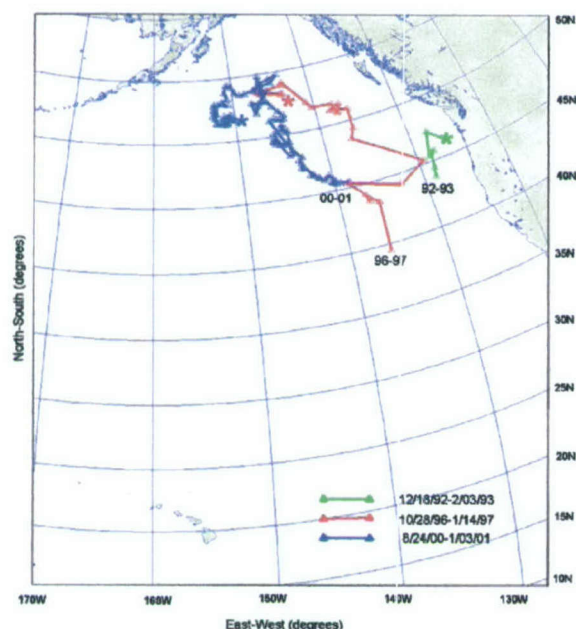 50N
45N
40N
35N
30N
25N
20N
15N
10N
North-South (degrees)
00-01
92-93
96-97
12/18/92-2/03/93
10/28/96-1/14/97
8/24/00-1/03/01
170W 160W 150W 140W 130W
East-West (degrees)